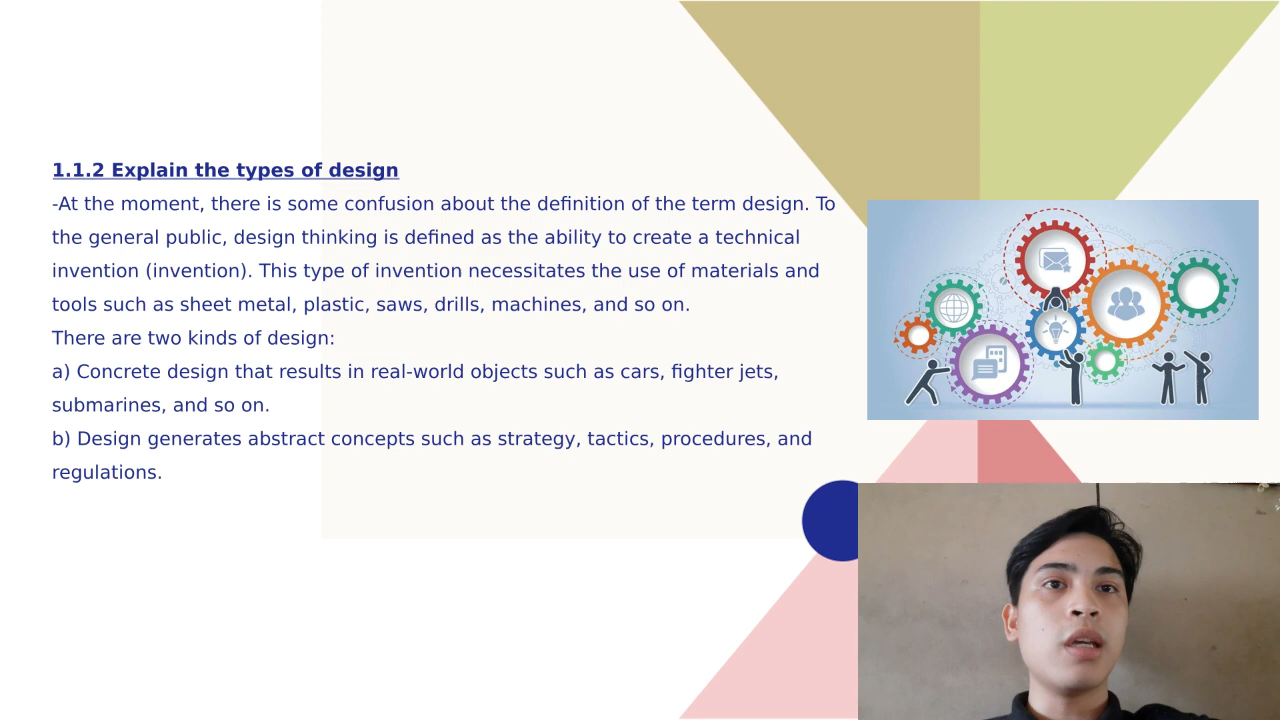 1.1.2 Explain the types of design
-At the moment, there is some confusion about the definition of the term design. To
the general public, design thinking is defined as the ability to create a technical
invention (invention). This type of invention necessitates the use of materials and
tools such as sheet metal, plastic, saws, drills, machines, and so on.
There are two kinds of design:
a) Concrete design that results in real-world objects such as cars, fighter jets,
submarines, and so on.
b) Design generates abstract concepts such as strategy, tactics, procedures, and
regulations.